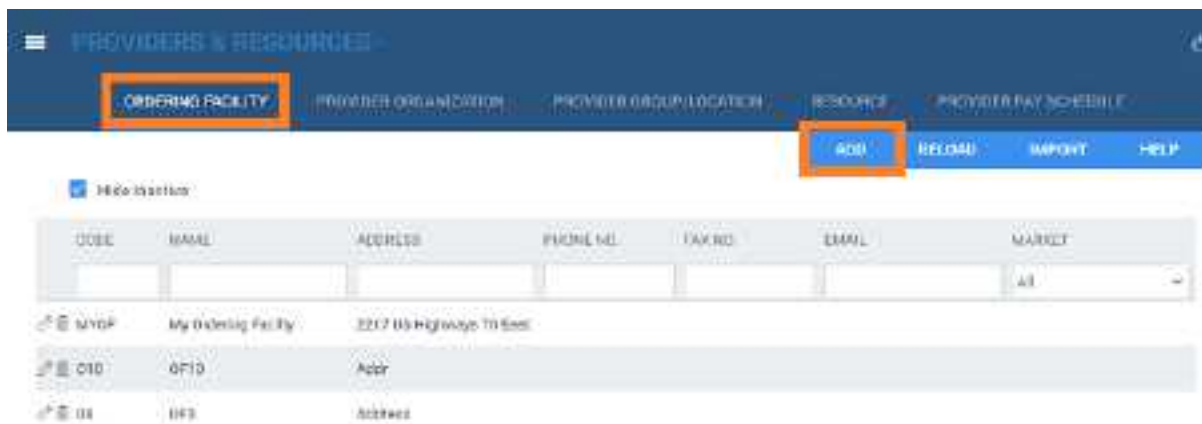 PROVIDERS & RESOURCES
ORDERING FACILITY PROVIDER ORGANIZATION PROVIDER GROUP/LOCATION RESOURCE PROVIDER PAY SCHEDULE
ADD RELOAD IMPORT HELP
Hide Inactive
CODE NAME ADDRESS PHONE NO. FAX NO. EMAIL MARKET
All
MYOF My Ordering Facility 2217 US Highways 70 East
OF10 Addr
OF3 Address